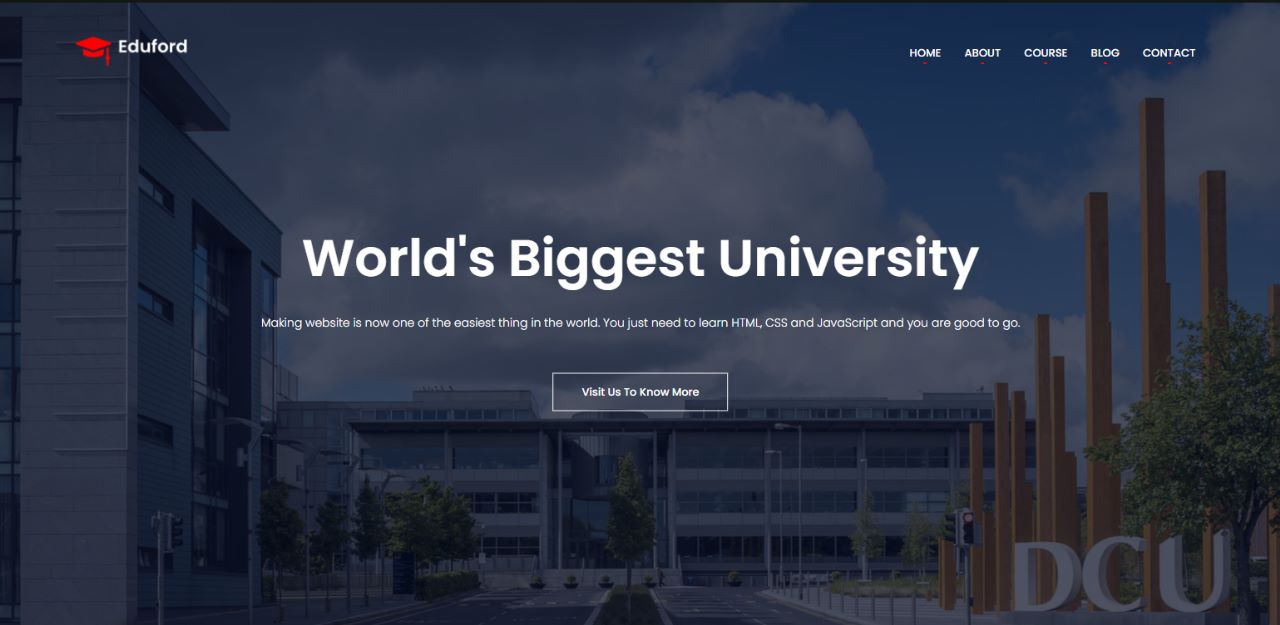 Eduford
HOME ABOUT COURSE BLOG CONTACT
World's Biggest University
Making website is now one of the easiest thing in the world. You just need to learn HTML, CSS and JavaScript and you are good to go.
Visit Us To Know More
DCU